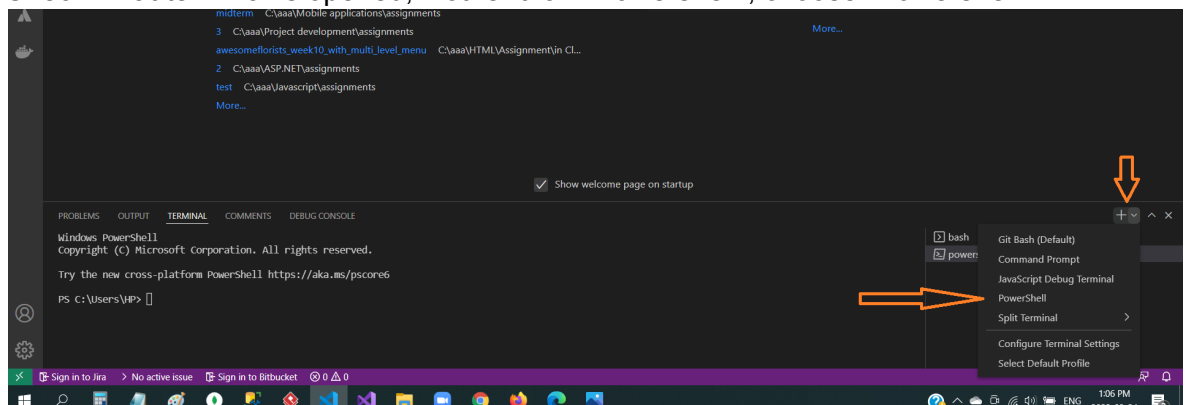 midterm C:\aaa\Mobile applications\assignments
3 C:\aaa\Project development\assignments
More...
awesomeflorists_week10_with_multi_level_menu C:\aaa\HTML\Assignment\in Cl...
2 C:\aaa\ASP.NET\assignments
test C:\aaa\Javascript\assignments
More...
Show welcome page on startup
PROBLEMS OUTPUT TERMINAL COMMENTS DEBUG CONSOLE
Windows PowerShell
Copyright (C) Microsoft Corporation. All rights reserved.
Try the new cross-platform PowerShell https://aka.ms/pscore6
PS C:\Users\HP>
bash
powers
Git Bash (Default)
Command Prompt
JavaScript Debug Terminal
PowerShell
Split Terminal
Configure Terminal Settings
Select Default Profile
Sign in to Jira No active issue Sign in to Bitbucket 0 0
ENG 1:06 PM